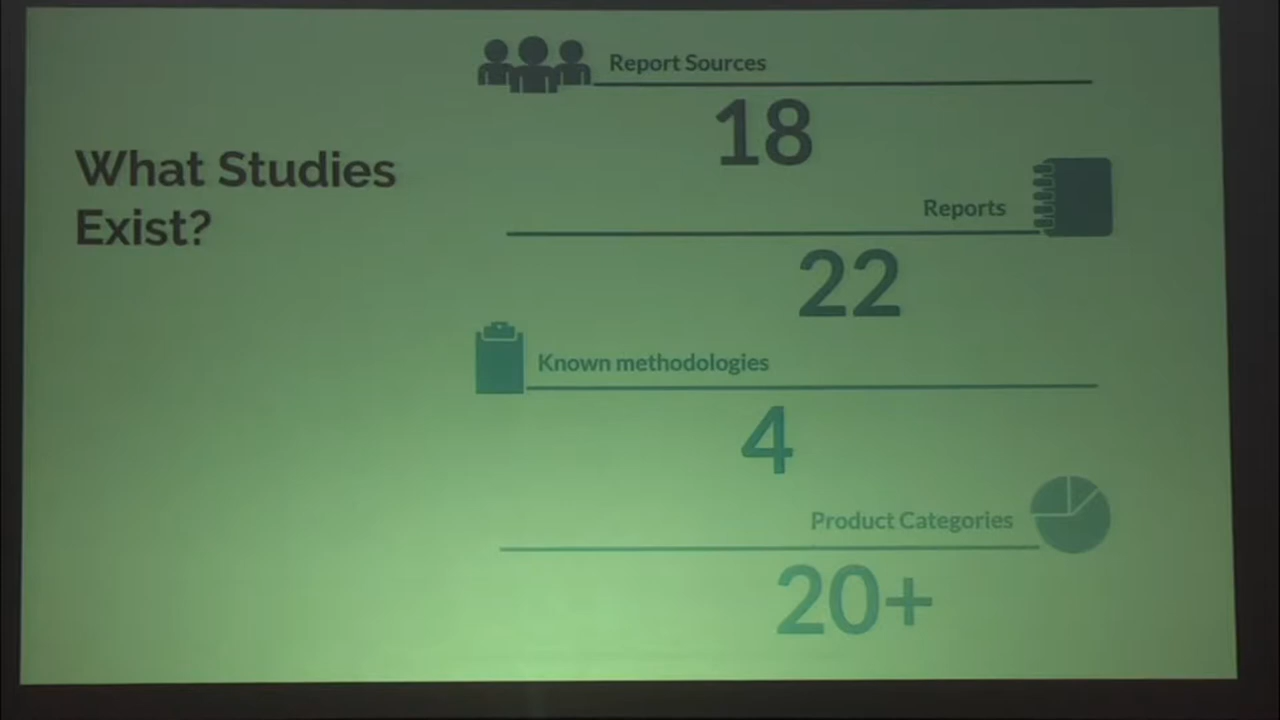 What Studies
Exist?
Report Sources
18
Reports
22
Known methodologies
4
Product Categories
20+